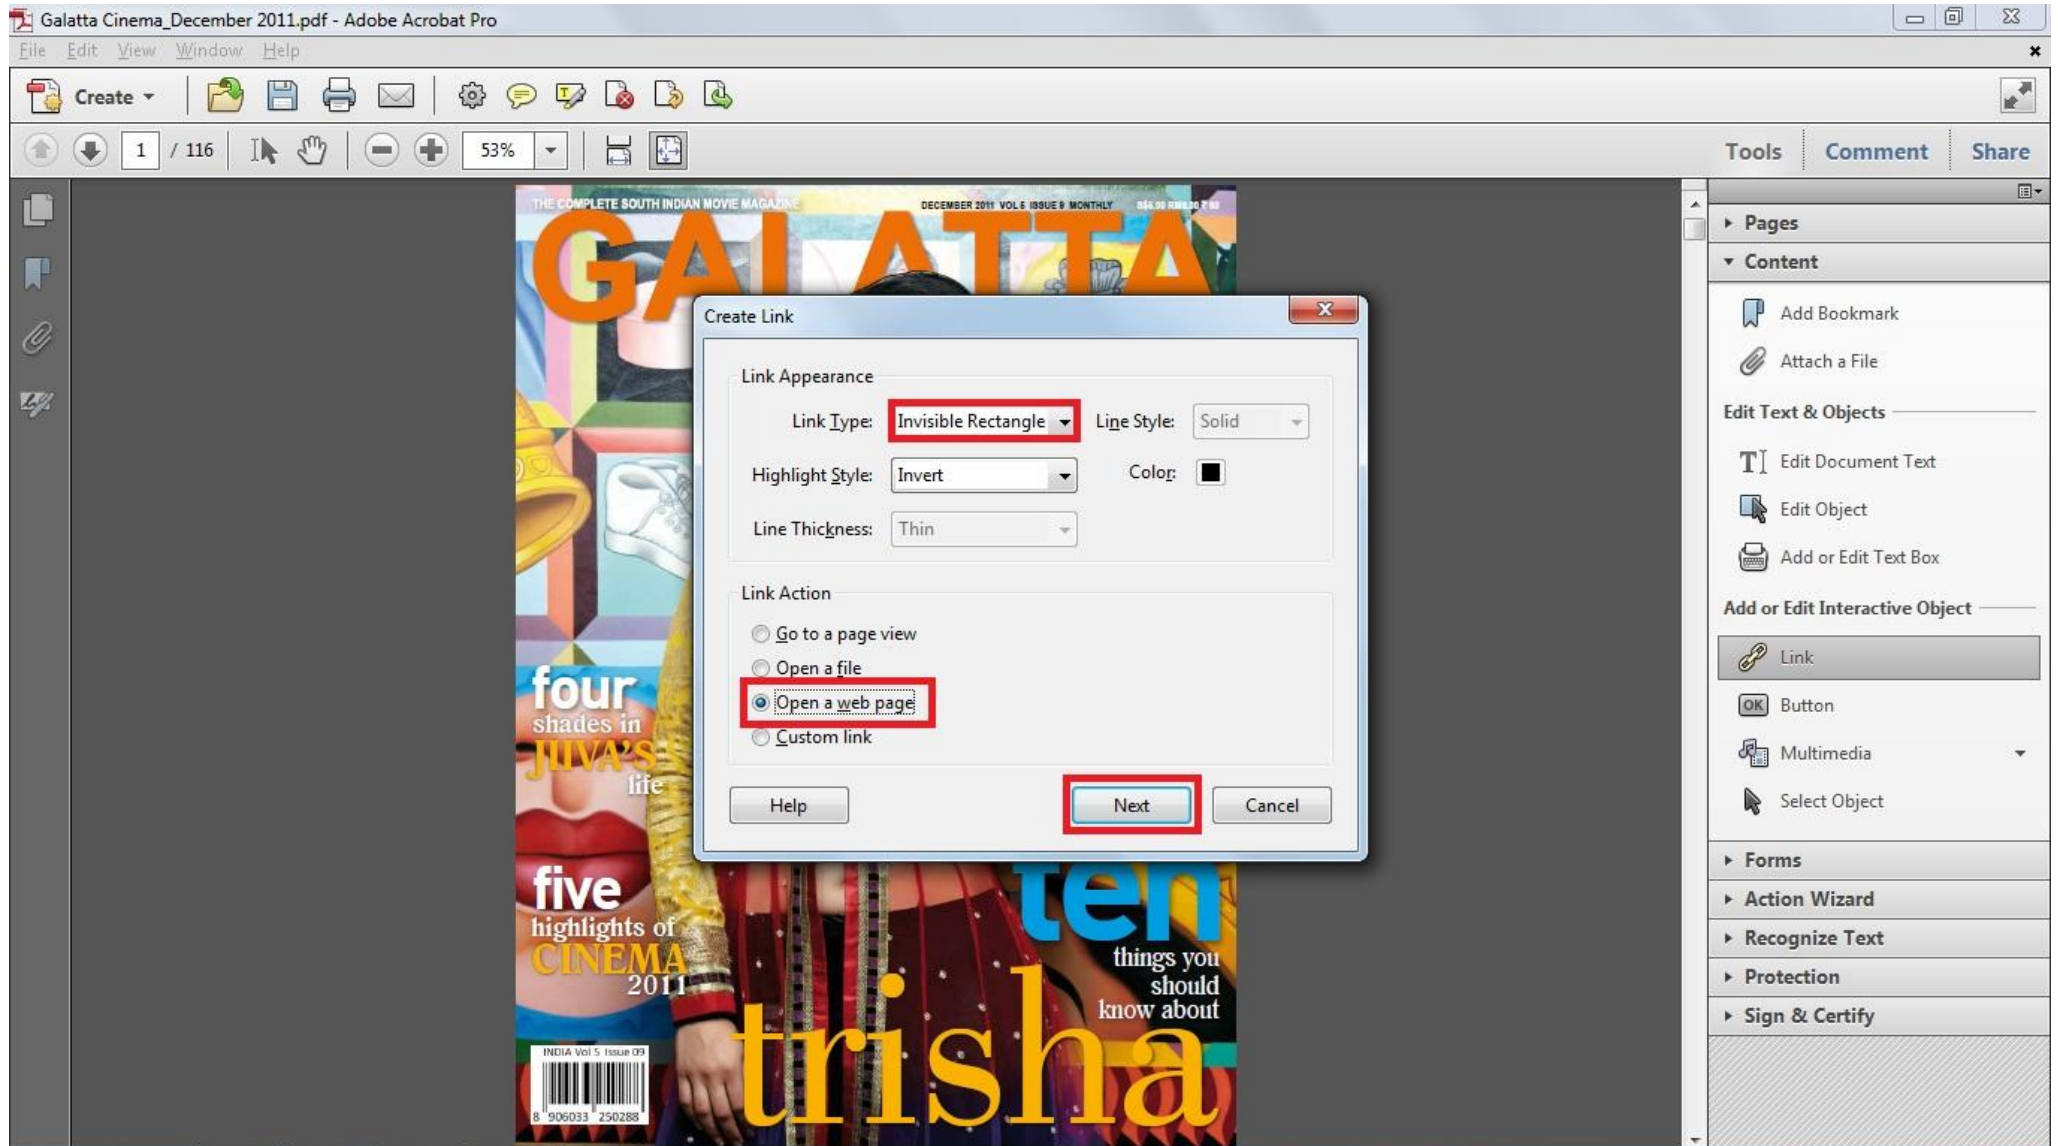 Galatta Cinema_December 2011.pdf - Adobe Acrobat Pro
File Edit View Window Help
Create
1 / 116 53% Tools Comment Share
THE COMPLETE SOUTH INDIAN MOVIE MAGAZINE DECEMBER 2011 VOL 5 ISSUE 9 MONTHLY
GALATTA
Pages
Content
Add Bookmark
Attach a File
Edit Text & Objects
Edit Document Text
Edit Object
Add or Edit Text Box
Add or Edit Interactive Object
Link
OK Button
Multimedia
Select Object
Forms
Action Wizard
Recognize Text
Protection
Sign & Certify
Create Link
Link Appearance
Link Type: Invisible Rectangle Line Style: Solid
Highlight Style: Invert Color:
Line Thickness: Thin
Link Action
Go to a page view
Open a file
Open a web page
Custom link
Help Next Cancel
four
shades in
JIIVA'S
life
five
highlights of
CINEMA
2011
ten
things you
should
know about
trisha
INDIA Vol 5 Issue 09
8 906033 250288